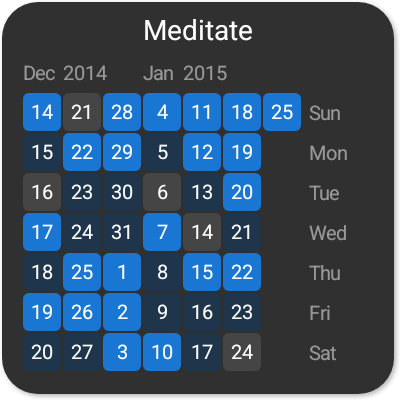 Meditate
Dec 2014 Jan 2015
14 21 28 4 11 18 25 Sun
15 22 29 5 12 19 Mon
16 23 30 6 13 20 Tue
17 24 31 7 14 21 Wed
18 25 1 8 15 22 Thu
19 26 2 9 16 23 Fri
20 27 3 10 17 24 Sat